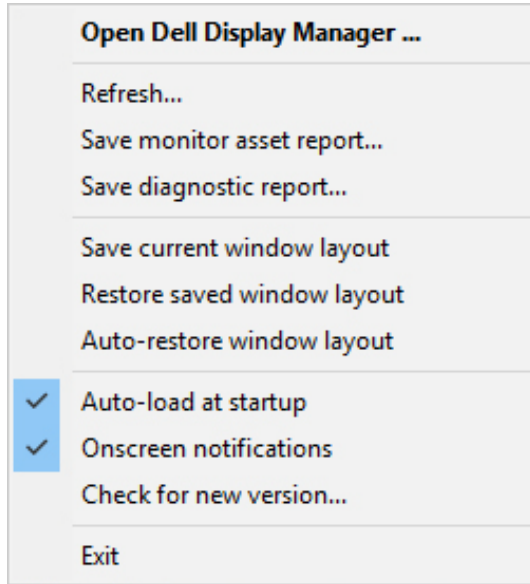 Open Dell Display Manager ...
Refresh...
Save monitor asset report...
Save diagnostic report...
Save current window layout
Restore saved window layout
Auto-restore window layout
Auto-load at startup
Onscreen notifications
Check for new version...
Exit